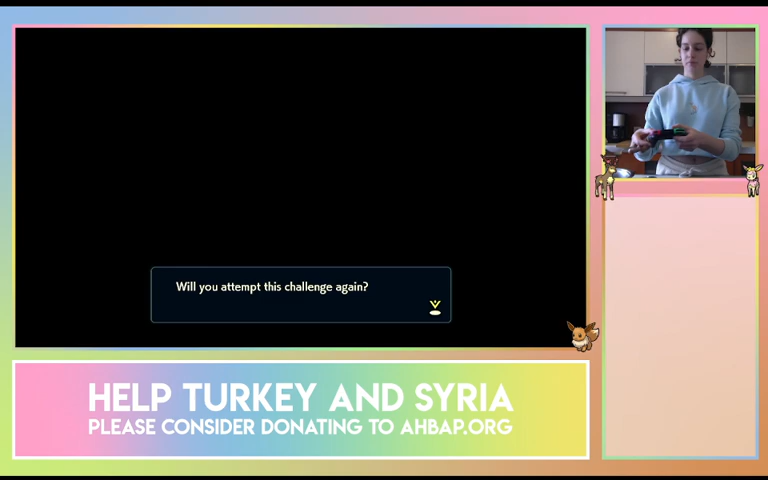 Will you attempt this challenge again?
HELP TURKEY AND SYRIA
PLEASE CONSIDER DONATING TO AHBAP.ORG